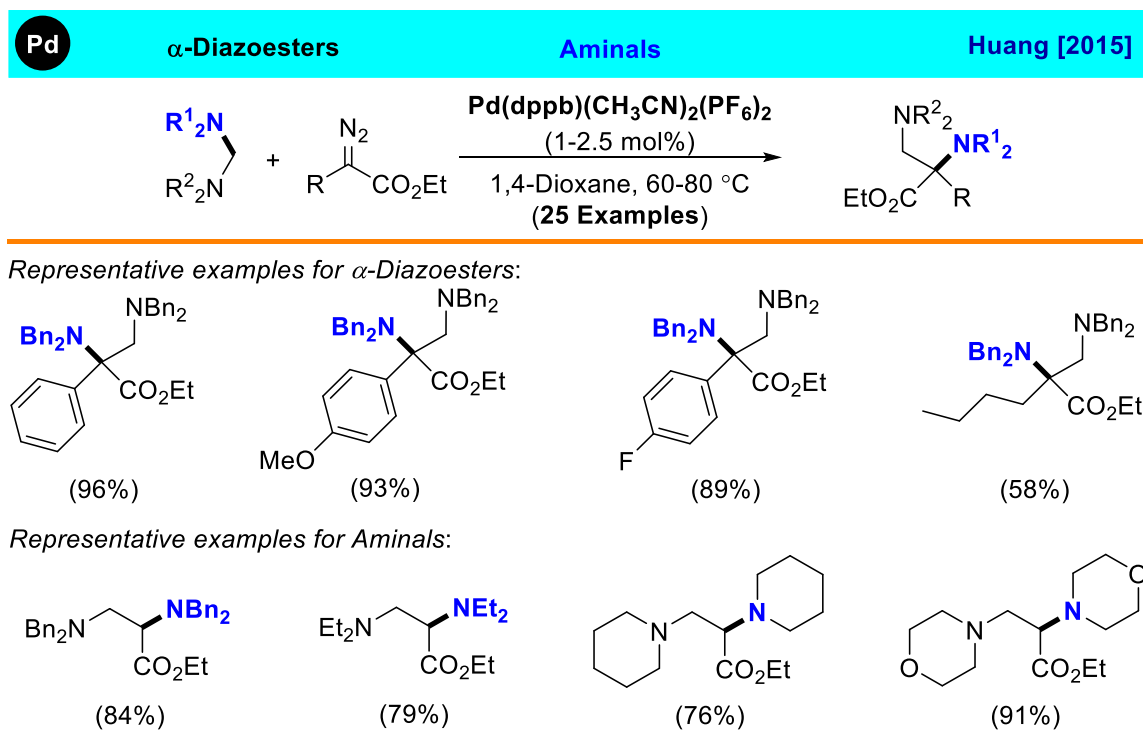 Pd α-Diazoesters Aminals Huang [2015]
R¹₂N
R²₂N
+
N₂
R CO₂Et
Pd(dppb)(CH₃CN)₂(PF₆)₂
(1-2.5 mol%)
1,4-Dioxane, 60-80 °C
(25 Examples)
NR²₂
NR¹₂
EtO₂C R
Representative examples for α-Diazoesters:
NBn₂
Bn₂N
CO₂Et
(96%)
NBn₂
Bn₂N
CO₂Et
MeO
(93%)
NBn₂
Bn₂N
CO₂Et
F
(89%)
NBn₂
Bn₂N
CO₂Et
(58%)
Representative examples for Aminals:
Bn₂N NBn₂
CO₂Et
(84%)
Et₂N NEt₂
CO₂Et
(79%)
N N
CO₂Et
(76%)
O
N N
O CO₂Et
(91%)